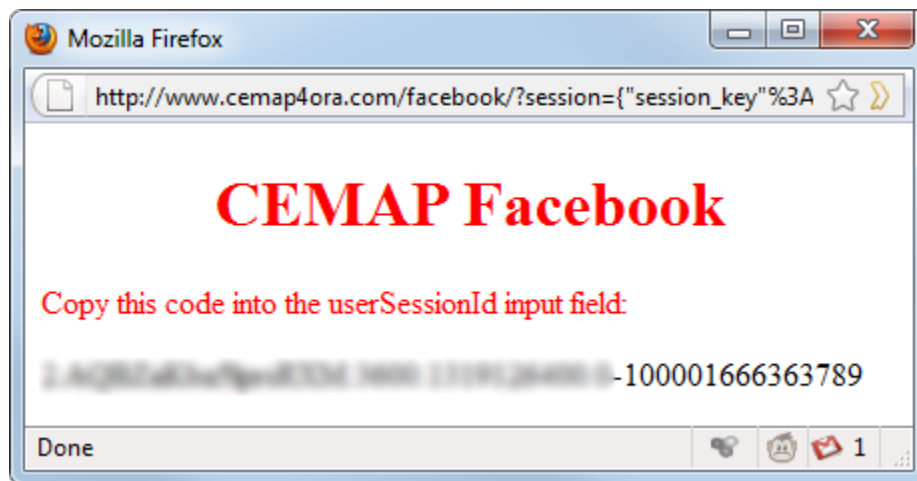 Mozilla Firefox
http://www.cemap4ora.com/facebook/?session={"session_key"%3A
CEMAP Facebook
Copy this code into the userSessionId input field:
-100001666363789
Done
1